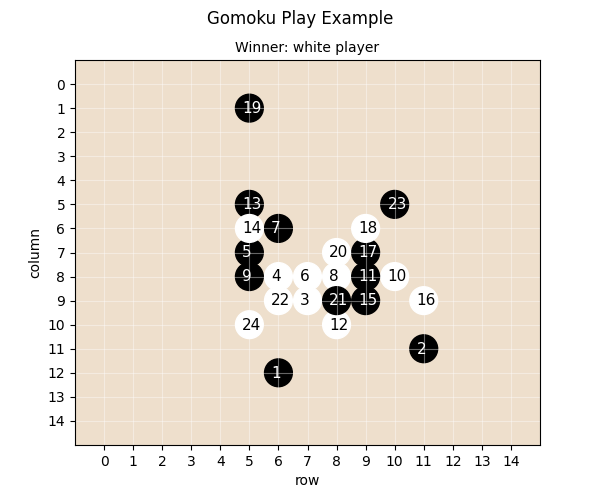 Gomoku Play Example
Winner: white player
0
1 19
2
3
4
5 13 23
6 14 7 18
7 5 20 17
column
8 9 4 6 8 11 10
9 22 3 21 15 16
10 24 12
11 2
12 1
13
14
0 1 2 3 4 5 6 7 8 9 10 11 12 13 14
row